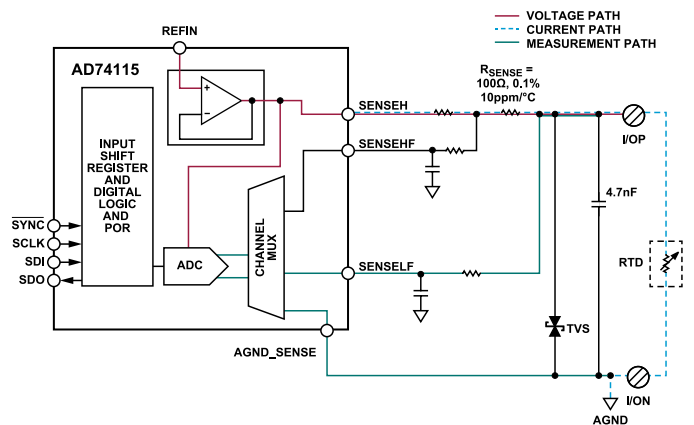 VOLTAGE PATH
CURRENT PATH
MEASUREMENT PATH
REFIN
AD74115
RSENSE =
100Ω, 0.1%
10ppm/°C
+
−
SENSEH
I/OP
INPUT
SHIFT
REGISTER
AND
DIGITAL
LOGIC
AND
POR
SENSEHF
4.7nF
SYNC
SCLK
SDI
SDO
ADC
CHANNEL
MUX
SENSELF
RTD
TVS
AGND_SENSE
I/ON
AGND